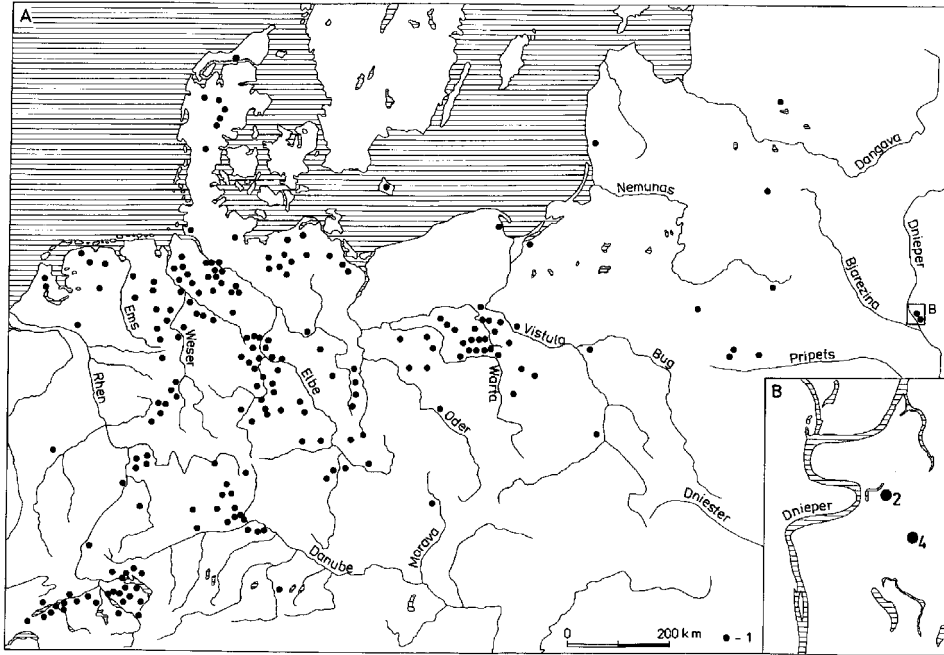 A
Dangava
Nemunas
Dnieper
Bjarezina
B
Ems
Weser
Vistula
Bug
Pripets
Rhen
Elbe
Warta
Oder
B
2
Dnieper
4
Dniester
Morava
Danube
0 200 km
- 1